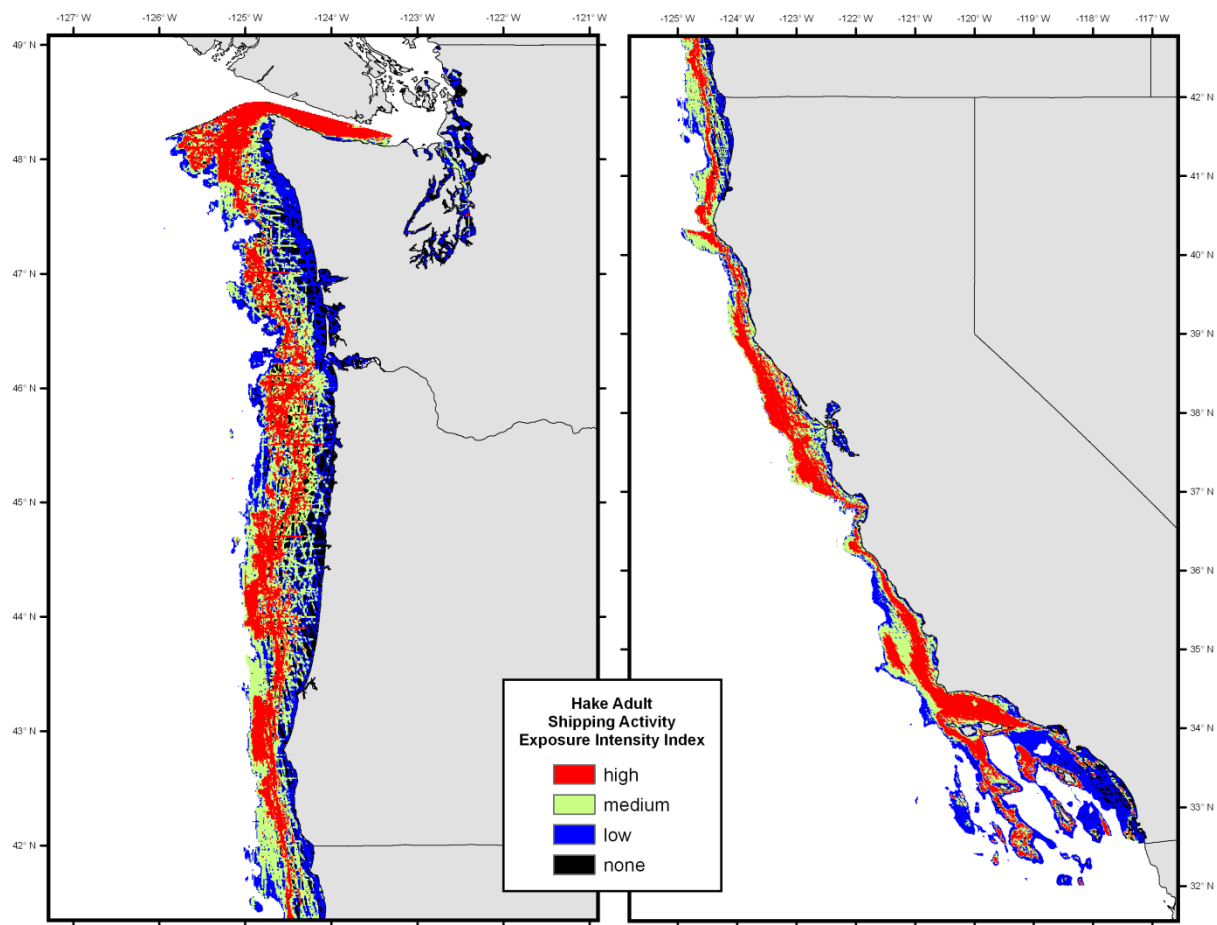 -127° W -126° W -125° W -124° W -123° W -122° W -121° W
-125° W -124° W -123° W -122° W -121° W -120° W -119° W -118° W -117° W
49° N
48° N
47° N
46° N
45° N
44° N
43° N
42° N
42° N
41° N
40° N
39° N
38° N
37° N
36° N
35° N
34° N
33° N
32° N
Hake Adult
Shipping Activity
Exposure Intensity Index
high
medium
low
none